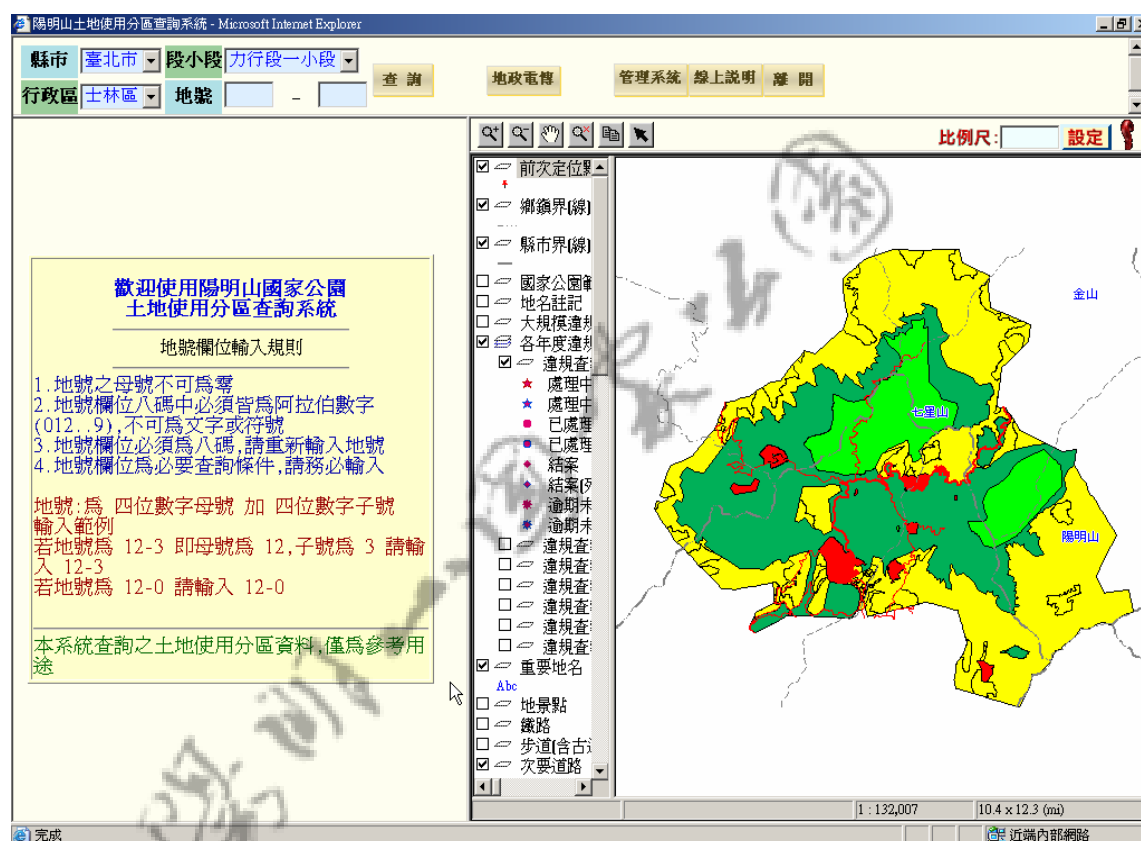 陽明山土地使用分區查詢系統 - Microsoft Internet Explorer
縣市 臺北市 段小段 力行段一小段
查詢 地政電傳 管理系統 線上説明 離開
行政區 士林區 地號 -
比例尺: 設定
前次定位點
鄉鎮界(線)
縣市界(線)
國家公園範
地名註記
大規模違規
各年度違規
違規查
處理中
處理中
已處理
已處理
結案
結案(歹
逾期未
逾期未
違規查
違規查
違規查
違規查
違規查
違規查
重要地名
Abc
地景點
鐵路
步道(含古道
次要道路
歡迎使用陽明山國家公園
土地使用分區查詢系統
地號欄位輸入規則
1.地號之母號不可爲零
2.地號欄位八碼中必須皆爲阿拉伯數字
(012..9),不可爲文字或符號
3.地號欄位必須爲八碼,請重新輸入地號
4.地號欄位爲必要查詢條件,請務必輸入
地號:爲 四位數字母號 加 四位數字子號
輸入範例
若地號爲 12-3 即母號爲 12,子號爲 3 請輸
入 12-3
若地號爲 12-0 請輸入 12-0
本系統查詢之土地使用分區資料,僅爲參考用
途
金山
七星山
陽明山
1 : 132,007 10.4 x 12.3 (mi)
完成 近端內部網路